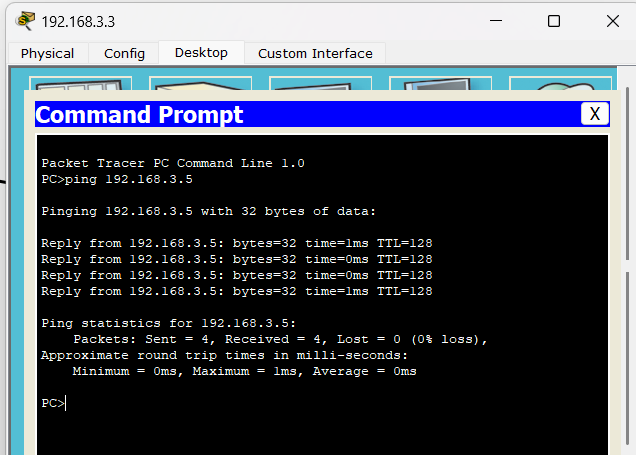 192.168.3.3
Physical Config Desktop Custom Interface
Command Prompt X
Packet Tracer PC Command Line 1.0
PC>ping 192.168.3.5
Pinging 192.168.3.5 with 32 bytes of data:
Reply from 192.168.3.5: bytes=32 time=1ms TTL=128
Reply from 192.168.3.5: bytes=32 time=0ms TTL=128
Reply from 192.168.3.5: bytes=32 time=0ms TTL=128
Reply from 192.168.3.5: bytes=32 time=1ms TTL=128
Ping statistics for 192.168.3.5:
Packets: Sent = 4, Received = 4, Lost = 0 (0% loss),
Approximate round trip times in milli-seconds:
Minimum = 0ms, Maximum = 1ms, Average = 0ms
PC>